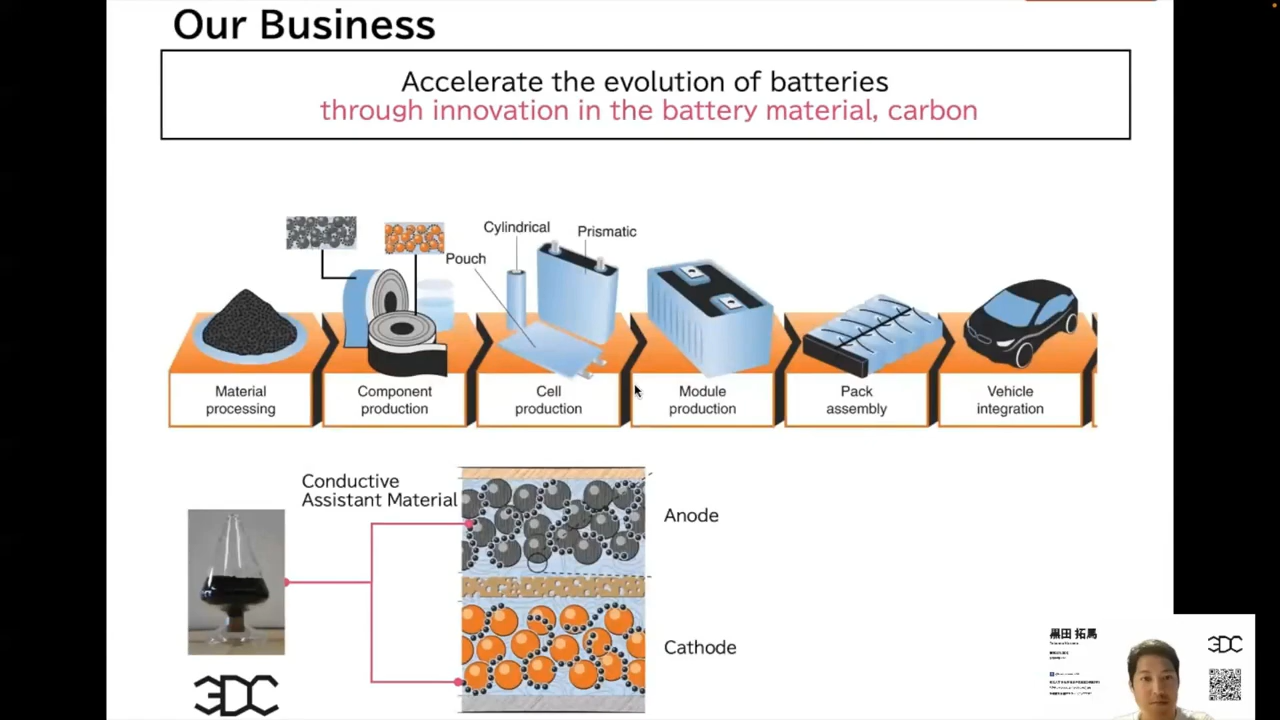 Our Business
Accelerate the evolution of batteries
through innovation in the battery material, carbon
Cylindrical
Prismatic
Pouch
Material
processing
Component
production
Cell
production
Module
production
Pack
assembly
Vehicle
integration
Conductive
Assistant Material
Anode
Cathode
3DC
黒田 拓馬
3DC